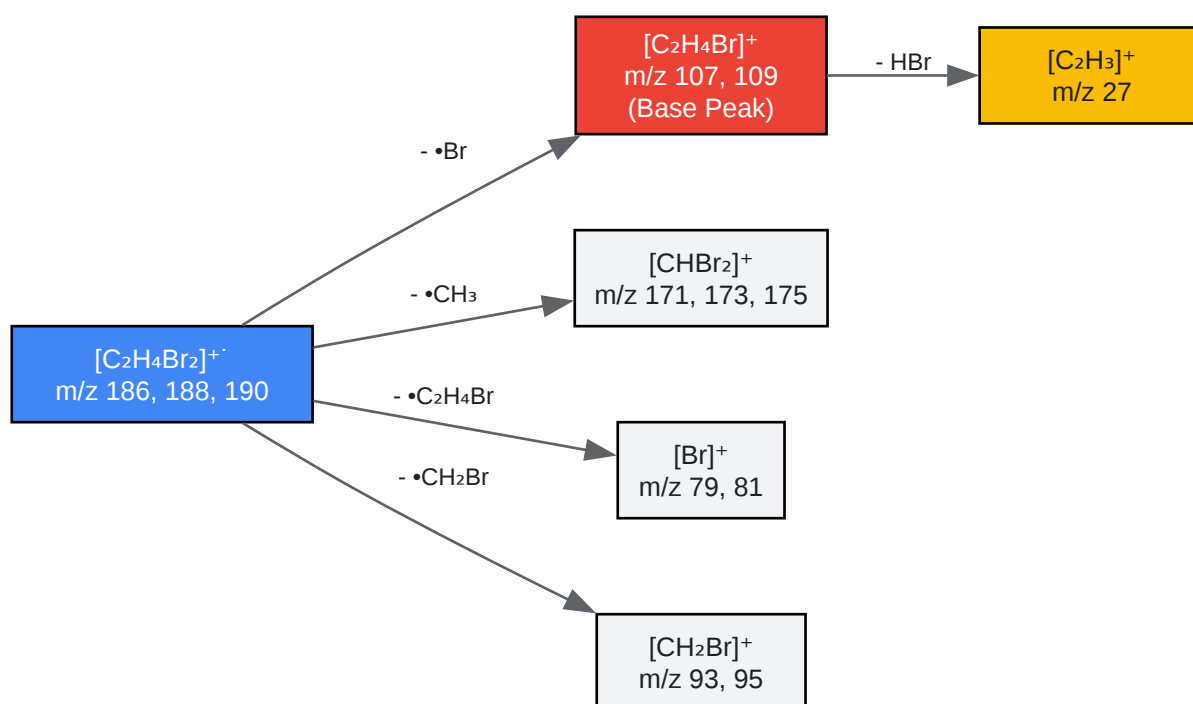 [C₂H₄Br]⁺
m/z 107, 109
(Base Peak)
- HBr
[C₂H₃]⁺
m/z 27
- •Br
[CHBr₂]⁺
m/z 171, 173, 175
- •CH₃
[C₂H₄Br₂]⁺˙
m/z 186, 188, 190
- •C₂H₄Br
[Br]⁺
m/z 79, 81
- •CH₂Br
[CH₂Br]⁺
m/z 93, 95